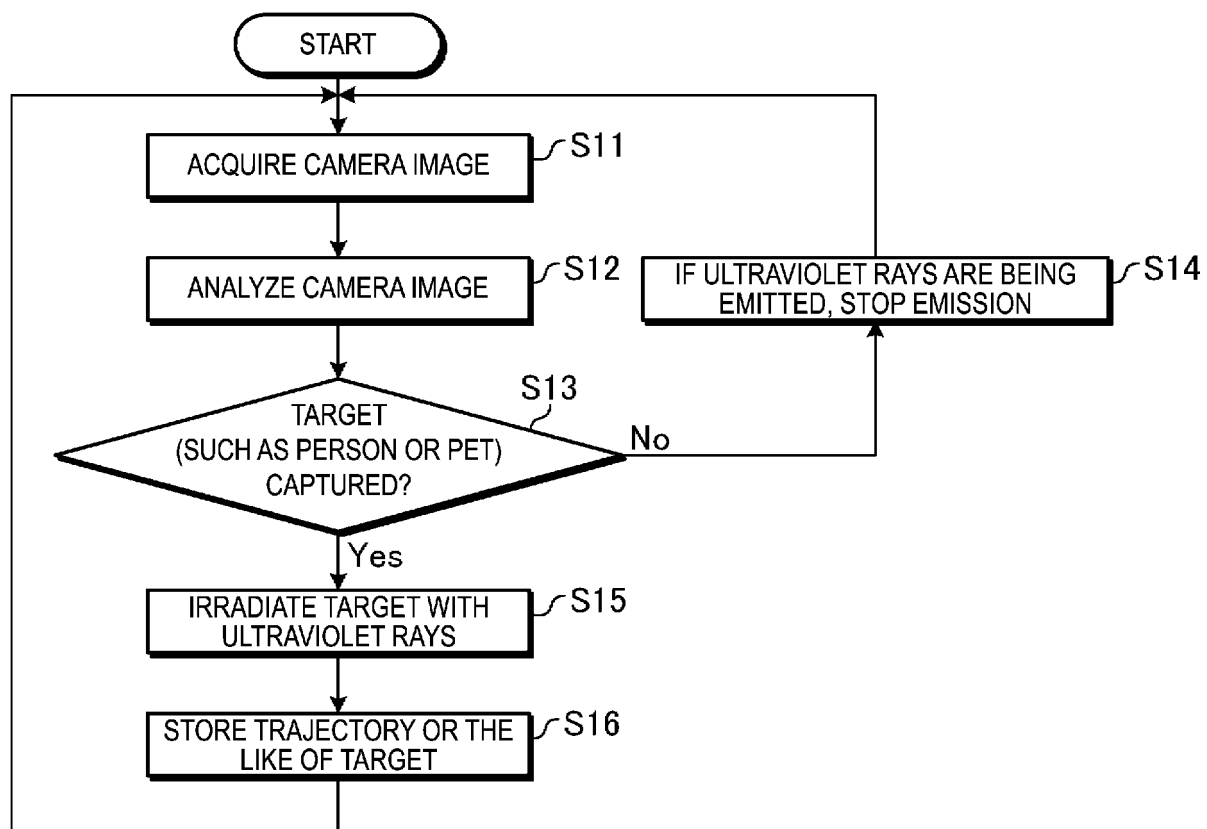 START
ACQUIRE CAMERA IMAGE
S11
ANALYZE CAMERA IMAGE
S12
IF ULTRAVIOLET RAYS ARE BEING
EMITTED, STOP EMISSION
S14
TARGET
(SUCH AS PERSON OR PET)
CAPTURED?
S13
No
Yes
IRRADIATE TARGET WITH
ULTRAVIOLET RAYS
S15
STORE TRAJECTORY OR THE
LIKE OF TARGET
S16